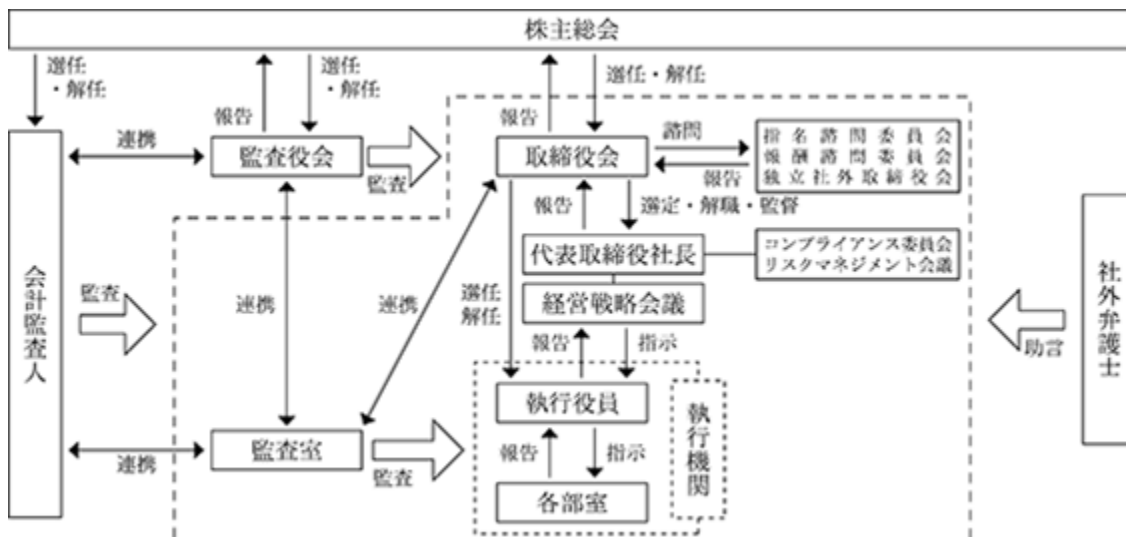 株主総会
選任
・解任
報告
選任
・解任
報告
選任・解任
連携
監査役会
監査
取締役会
諮問
報告
指名諮問委員会
報酬諮問委員会
独立社外取締役会
報告
選定・解職・監督
代表取締役社長
コンプライアンス委員会
リスクマネジメント会議
経営戦略会議
会計監査人
監査
連携
連携
選任
解任
報告
指示
社外弁護士
助言
執行役員
執行機関
監査室
連携
監査
報告
指示
各部室